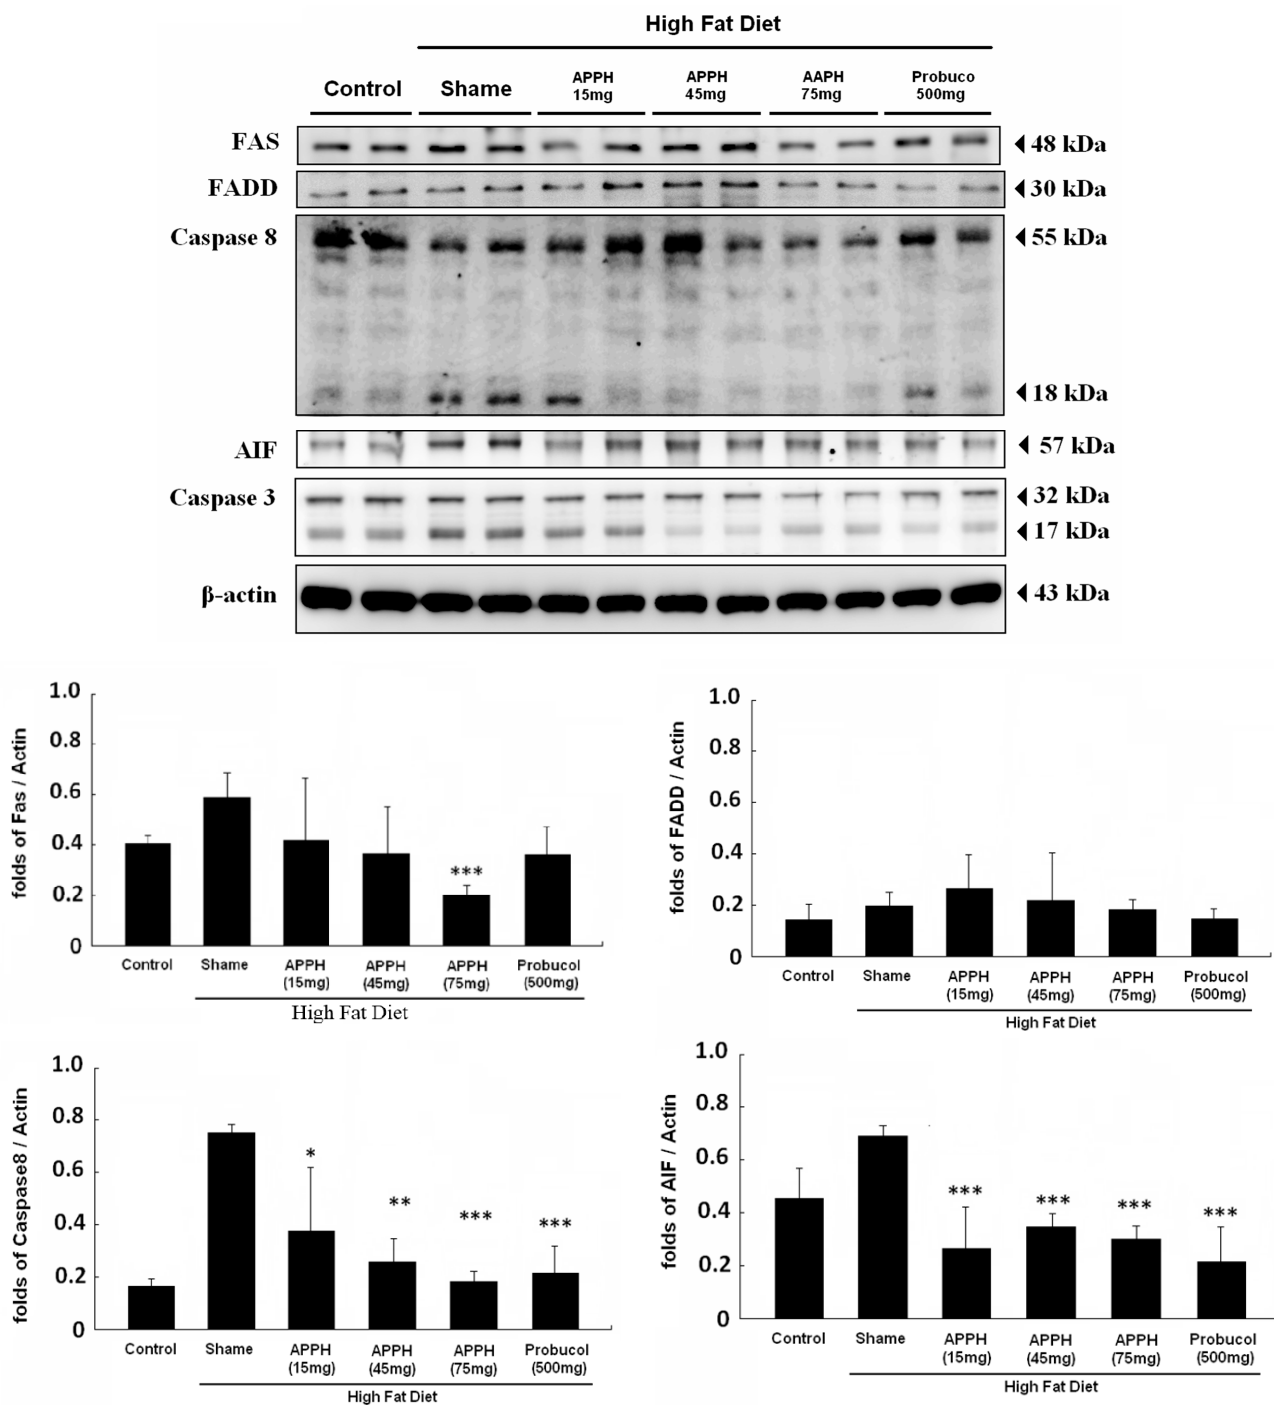 High Fat Diet
Control Shame APPH 15mg APPH 45mg AAPH 75mg Probuco 500mg
FAS 48 kDa
FADD 30 kDa
Caspase 8 55 kDa
18 kDa
AIF 57 kDa
Caspase 3 32 kDa
17 kDa
β-actin 43 kDa
folds of Fas / Actin
1.0
0.8
0.6
0.4
0.2
0
***
Control Shame APPH (15mg) APPH (45mg) APPH (75mg) Probucol (500mg)
High Fat Diet
folds of FADD / Actin
1.0
0.8
0.6
0.4
0.2
0
Control Shame APPH (15mg) APPH (45mg) APPH (75mg) Probucol (500mg)
High Fat Diet
folds of Caspase8 / Actin
1.0
0.8
0.6
0.4
0.2
0
* ** *** ***
Control Shame APPH (15mg) APPH (45mg) APPH (75mg) Probucol (500mg)
High Fat Diet
folds of AIF / Actin
1.0
0.8
0.6
0.4
0.2
0
*** *** *** ***
Control Shame APPH (15mg) APPH (45mg) APPH (75mg) Probucol (500mg)
High Fat Diet